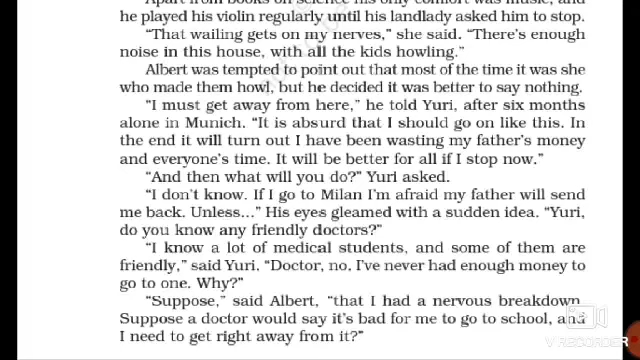 Apart from books on science his only comfort was music, and
he played his violin regularly until his landlady asked him to stop.
“That wailing gets on my nerves,” she said. “There’s enough
noise in this house, with all the kids howling.”
Albert was tempted to point out that most of the time it was she
who made them howl, but he decided it was better to say nothing.
“I must get away from here,” he told Yuri, after six months
alone in Munich. “It is absurd that I should go on like this. In
the end it will turn out I have been wasting my father’s money
and everyone’s time. It will be better for all if I stop now.”
“And then what will you do?” Yuri asked.
“I don’t know. If I go to Milan I’m afraid my father will send
me back. Unless...” His eyes gleamed with a sudden idea. “Yuri,
do you know any friendly doctors?”
“I know a lot of medical students, and some of them are
friendly,” said Yuri. “Doctor, no. I’ve never had enough money to
go to one. Why?”
“Suppose,” said Albert, “that I had a nervous breakdown.
Suppose a doctor would say it’s bad for me to go to school, and
I need to get right away from it?”
V RECORDER